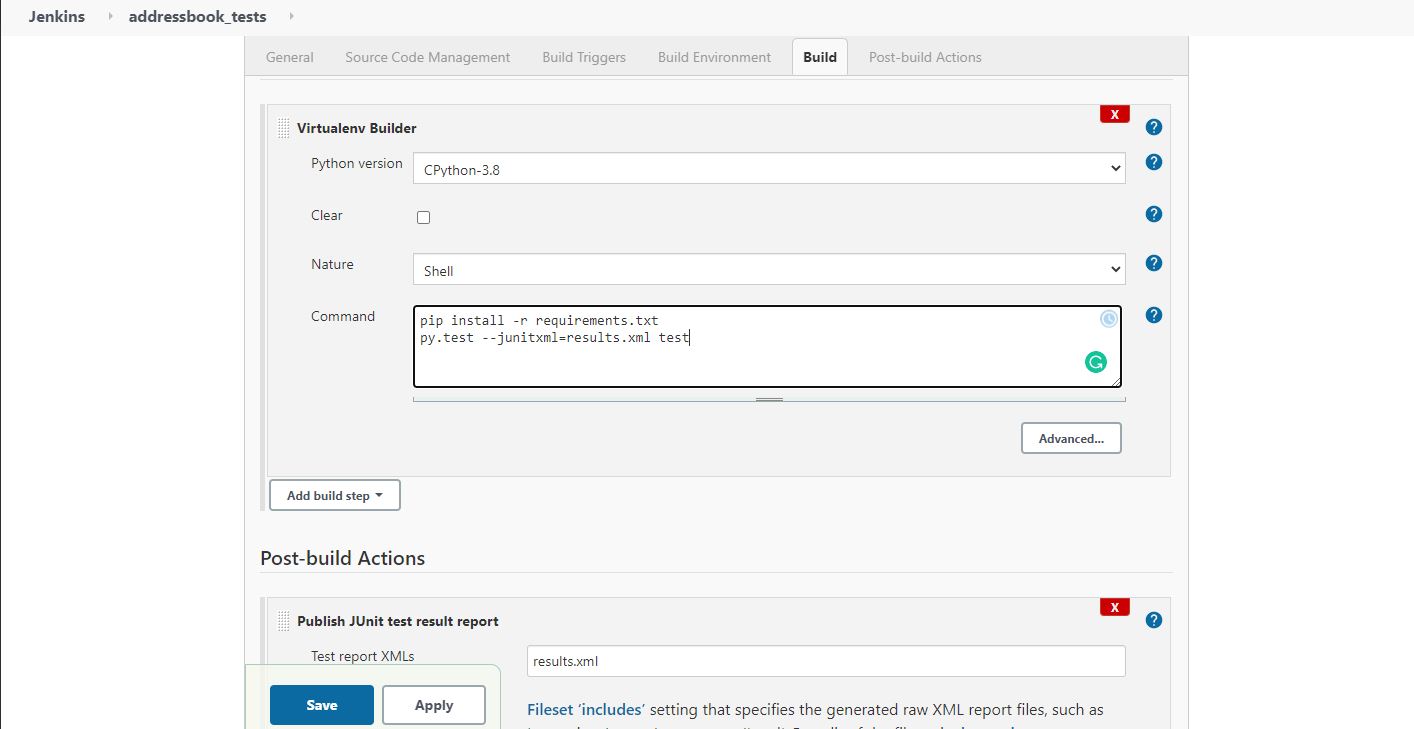 Jenkins addressbook_tests
General Source Code Management Build Triggers Build Environment Build Post-build Actions
X
Virtualenv Builder ?
Python version CPython-3.8 ?
Clear ?
Nature Shell ?
Command pip install -r requirements.txt ?
py.test --junitxml=results.xml test
Advanced...
Add build step
Post-build Actions
X
Publish JUnit test result report ?
Test report XMLs results.xml
Save Apply
Fileset 'includes' setting that specifies the generated raw XML report files, such as